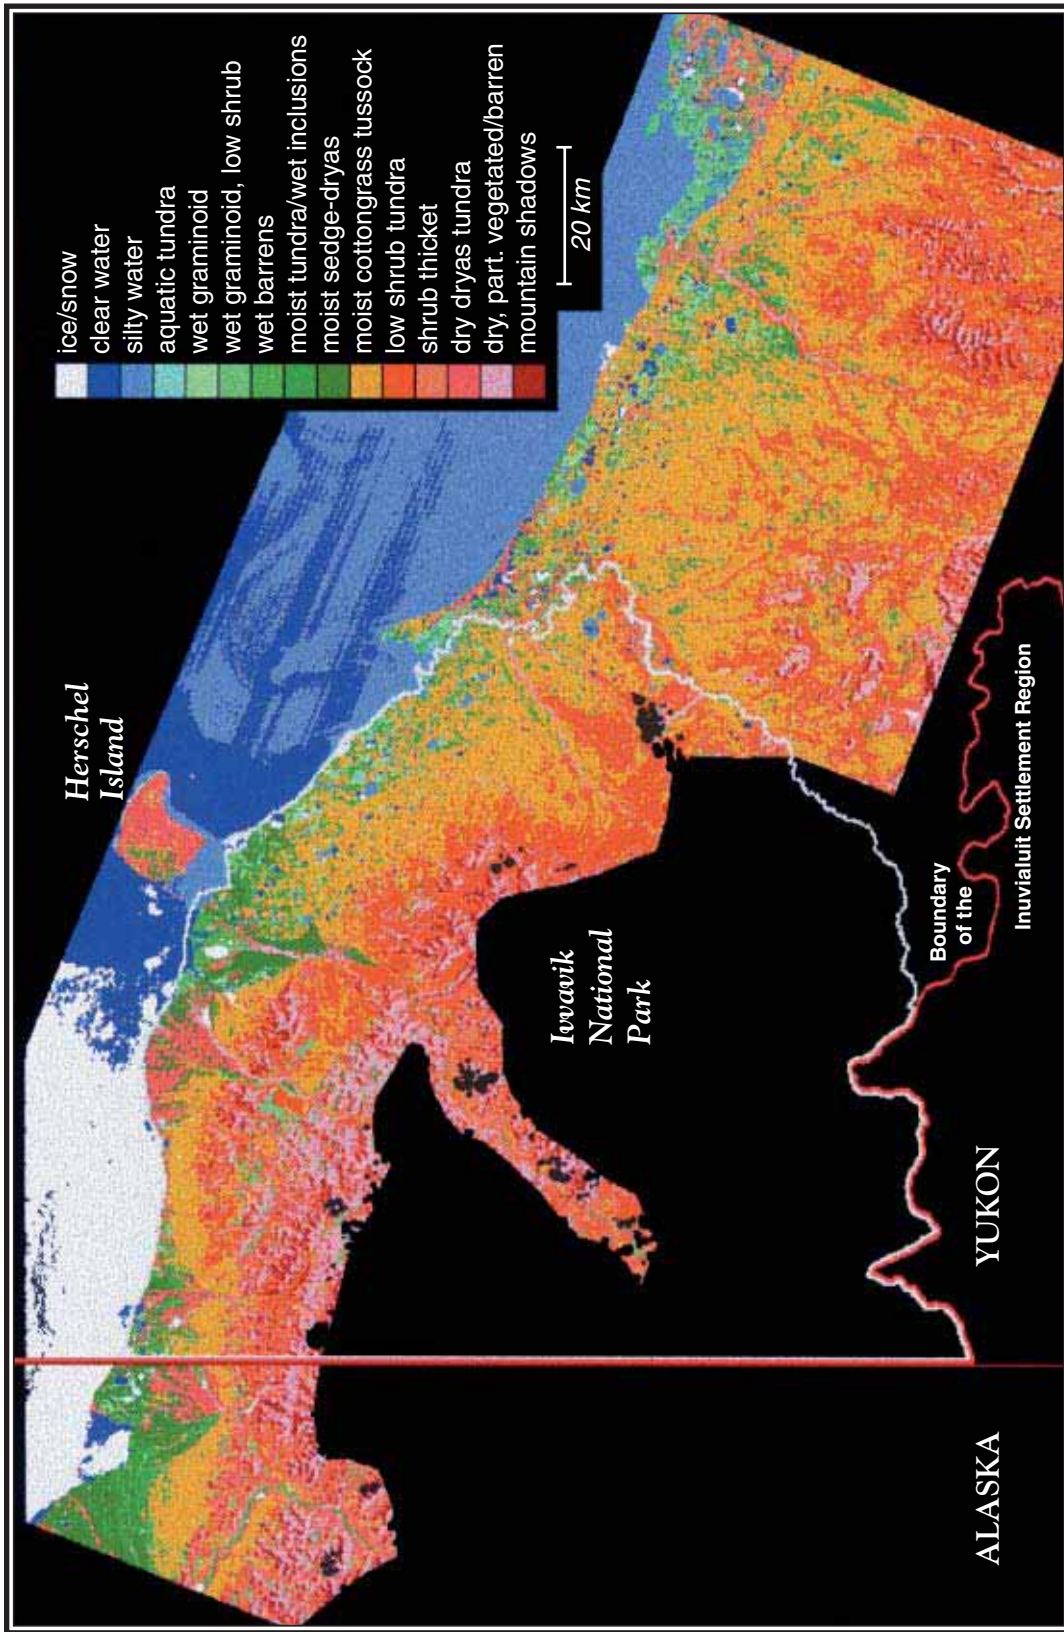 ice/snow
clear water
silty water
aquatic tundra
wet graminoid
wet graminoid, low shrub
wet barrens
moist tundra/wet inclusions
moist sedge-dryas
moist cottongrass tussock
low shrub tundra
shrub thicket
dry dryas tundra
dry, part. vegetated/barren
mountain shadows
20 km
Herschel
Island
Ivvavik
National
Park
Boundary
of the
Inuvialuit Settlement Region
ALASKA
YUKON